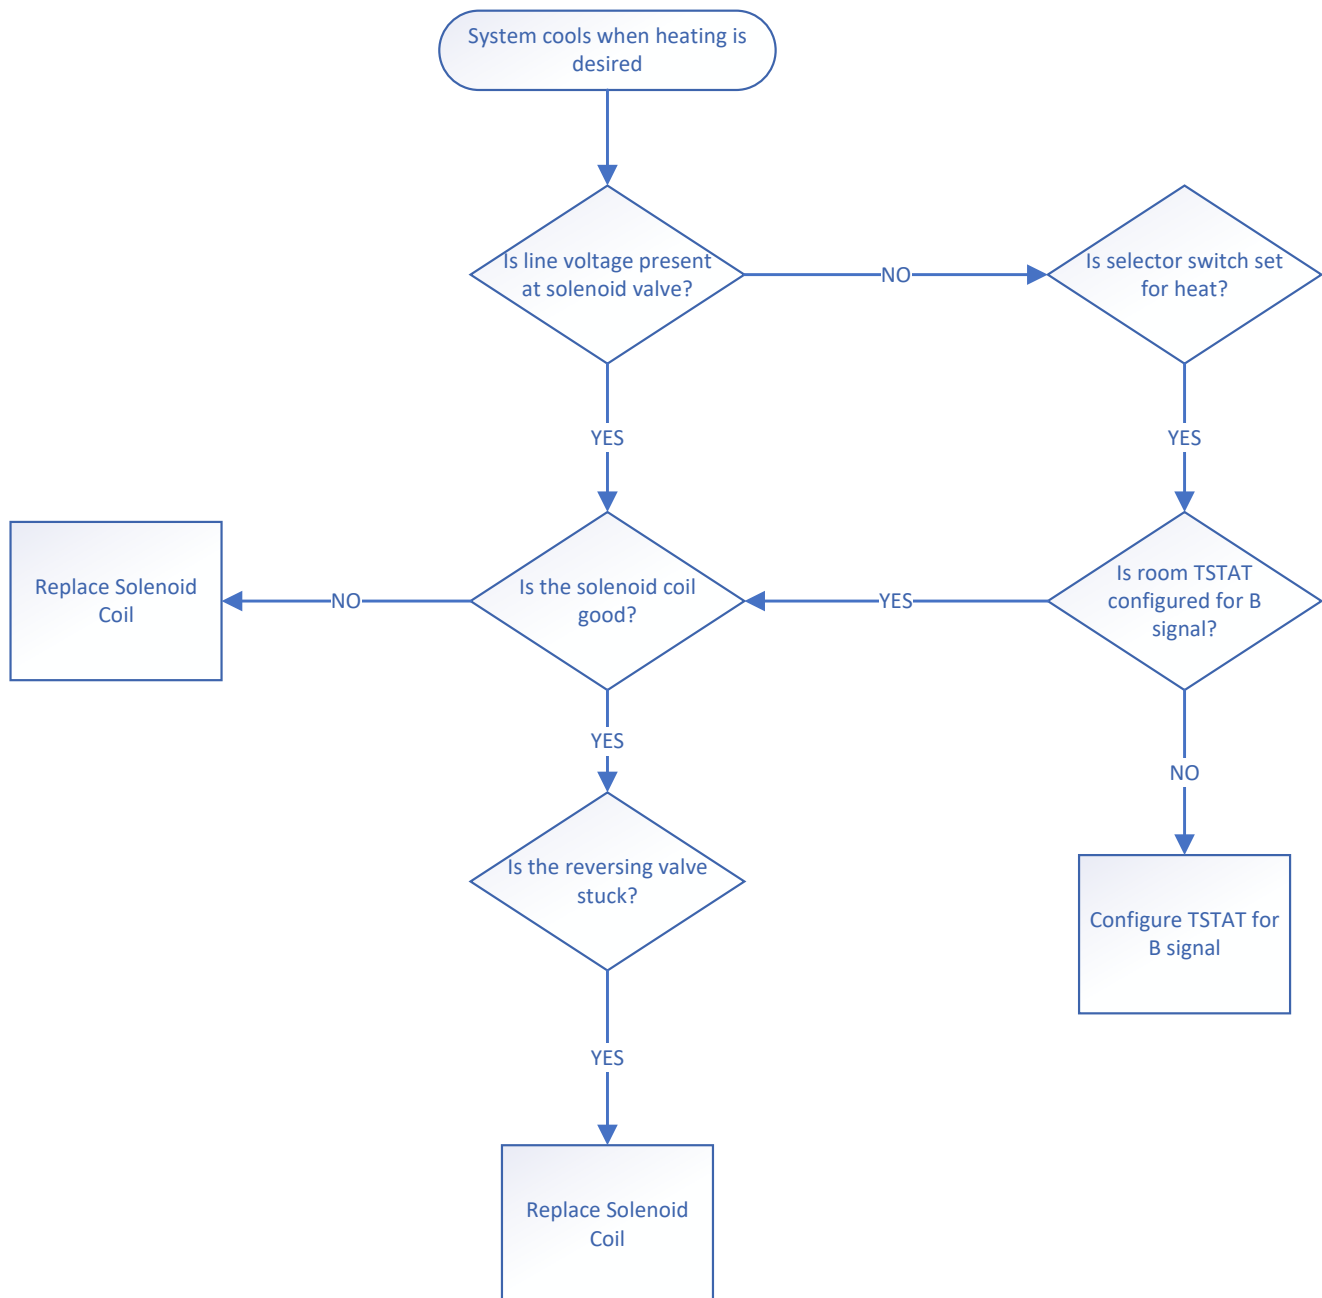 System cools when heating is
desired
Is line voltage present
at solenoid valve?
NO
Is selector switch set
for heat?
YES
YES
Replace Solenoid
Coil
NO
Is the solenoid coil
good?
YES
Is room TSTAT
configured for B
signal?
YES
NO
Is the reversing valve
stuck?
Configure TSTAT for
B signal
YES
Replace Solenoid
Coil